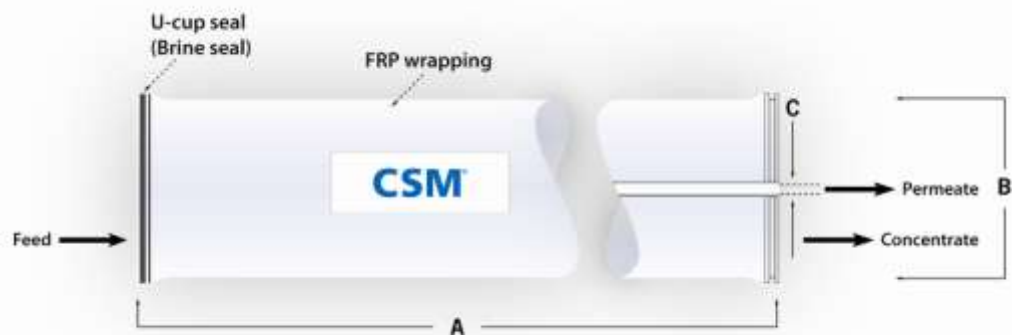 U-cup seal
(Brine seal)
FRP wrapping
C
CSM
Permeate
B
Feed
Concentrate
A